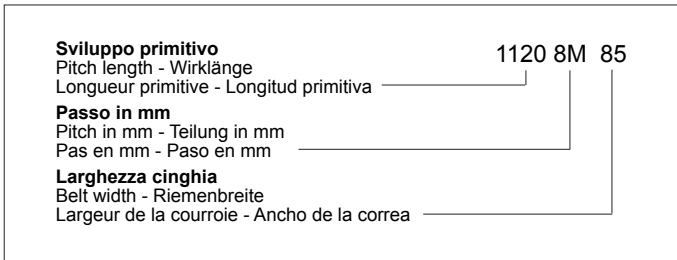 Sviluppo primitivo 1120 8M 85
Pitch length - Wirklänge
Longueur primitive - Longitud primitiva
Passo in mm
Pitch in mm - Teilung in mm
Pas en mm - Paso en mm
Larghezza cinghia
Belt width - Riemenbreite
Largeur de la courroie - Ancho de la correa